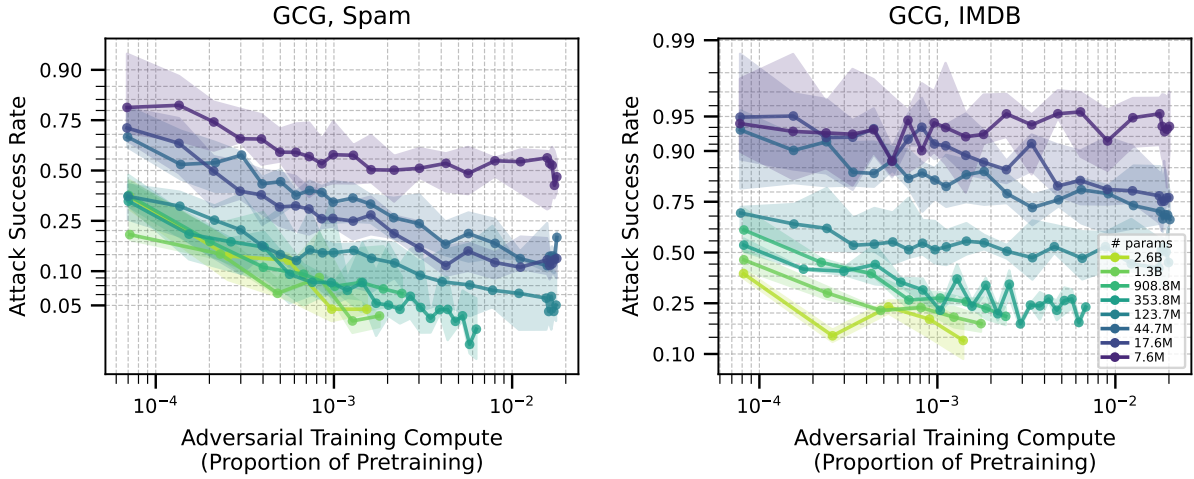 GCG, Spam
0.90
0.75
0.50
0.25
0.10
0.05
Attack Success Rate
10⁻⁴
10⁻³
10⁻²
Adversarial Training Compute
(Proportion of Pretraining)
GCG, IMDB
0.99
0.95
0.90
0.75
0.50
0.25
0.10
Attack Success Rate
# params
2.6B
1.3B
908.8M
353.8M
123.7M
44.7M
17.6M
7.6M
10⁻⁴
10⁻³
10⁻²
Adversarial Training Compute
(Proportion of Pretraining)